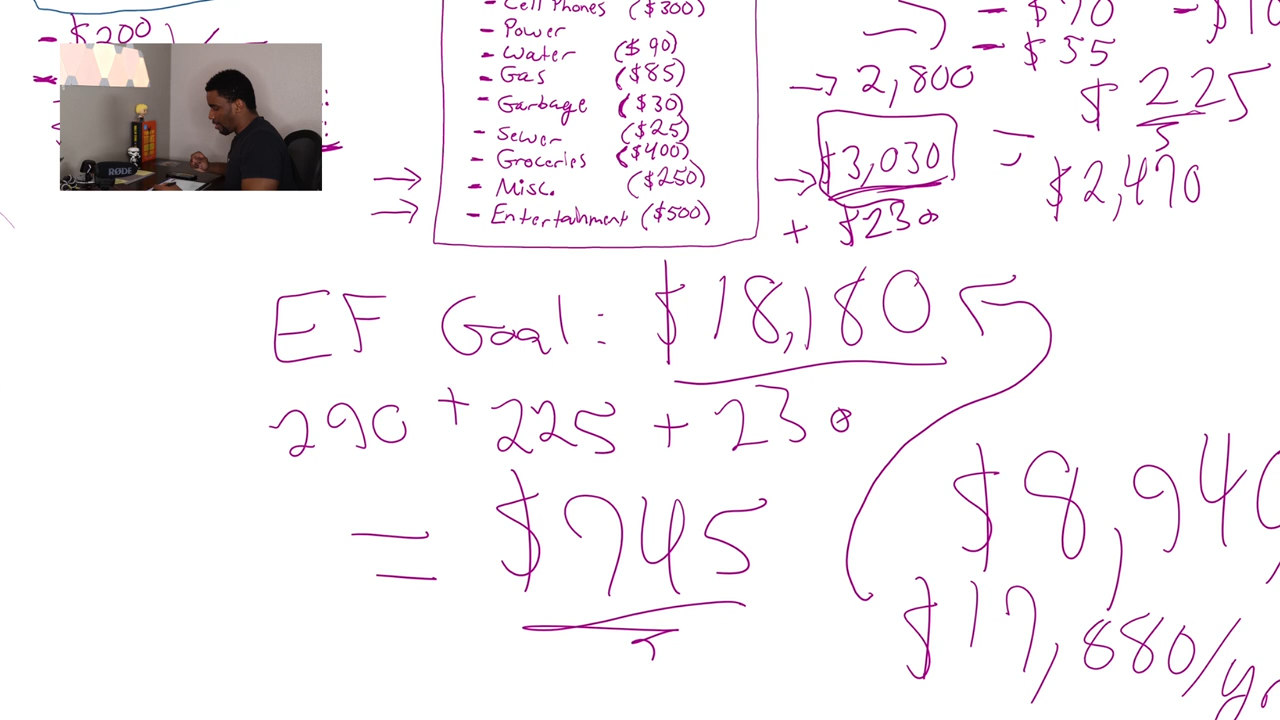 - $200
- Cell Phones ($300)
- Power
- Water ($90)
- Gas ($85)
- Garbage ($30)
- Sewer ($25)
- Groceries ($400)
- Misc. ($250)
- Entertainment ($500)
→ 2,800
→ $3,030
+ $230
- $70
- $55
$225
= $2,470
EF Goal: $18,180
290 + 225 + 230
= $745
$8,940
$17,880/yr
RØDE